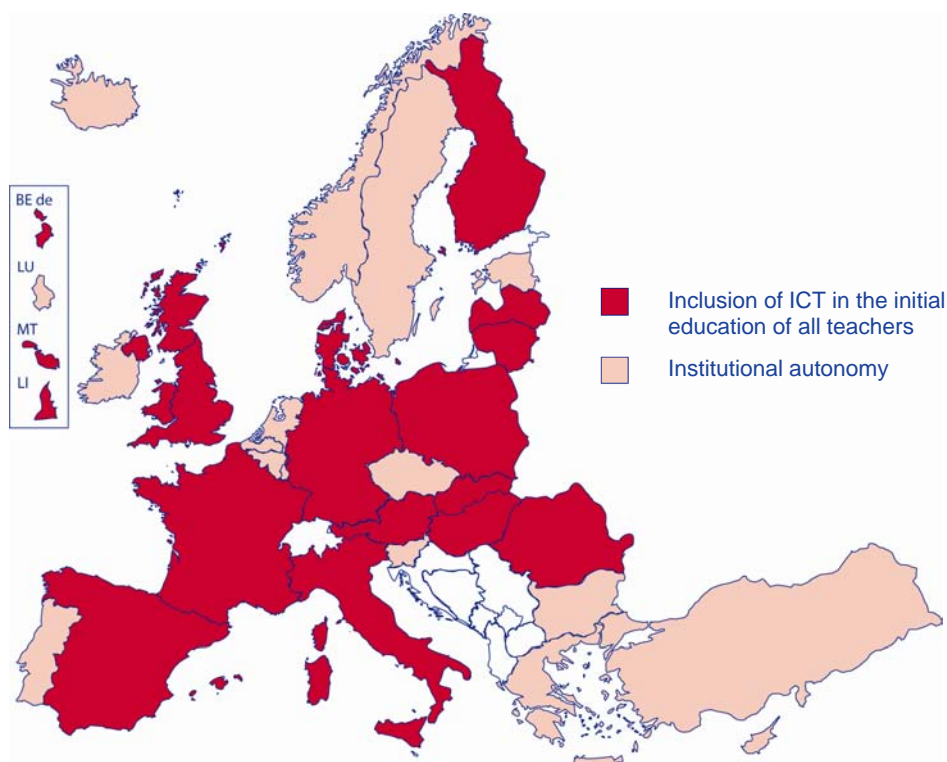 BE de
LU
MT
LI
Inclusion of ICT in the initial
education of all teachers
Institutional autonomy